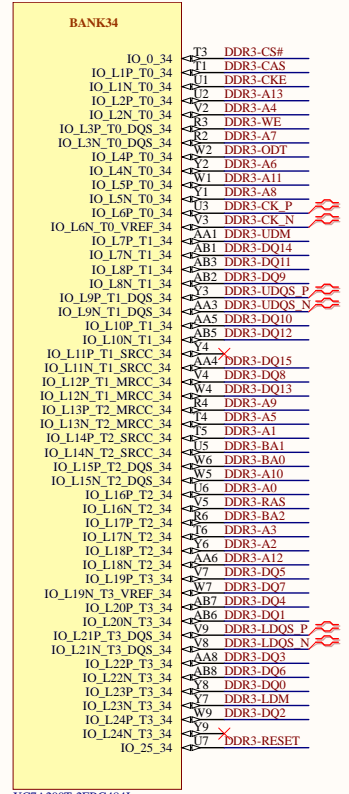 BANK34
IO_0_34 T3 DDR3-CS#
IO_L1P_T0_34 T1 DDR3-CAS
IO_L1N_T0_34 U1 DDR3-CKE
IO_L2P_T0_34 U2 DDR3-A13
IO_L2N_T0_34 V2 DDR3-A4
IO_L3P_T0_DQS_34 R3 DDR3-WE
IO_L3N_T0_DQS_34 R2 DDR3-A7
IO_L4P_T0_34 W2 DDR3-ODT
IO_L4N_T0_34 Y2 DDR3-A6
IO_L5P_T0_34 W1 DDR3-A11
IO_L5N_T0_34 Y1 DDR3-A8
IO_L6P_T0_34 U3 DDR3-CK_P
IO_L6N_T0_VREF_34 V3 DDR3-CK_N
IO_L7P_T1_34 AA1 DDR3-UDM
IO_L7N_T1_34 AB1 DDR3-DQ14
IO_L8P_T1_34 AB3 DDR3-DQ11
IO_L8N_T1_34 AB2 DDR3-DQ9
IO_L9P_T1_DQS_34 Y3 DDR3-UDQS_P
IO_L9N_T1_DQS_34 AA3 DDR3-UDQS_N
IO_L10P_T1_34 AA5 DDR3-DQ10
IO_L10N_T1_34 AB5 DDR3-DQ12
IO_L11P_T1_SRCC_34 Y4
IO_L11N_T1_SRCC_34 AA4 DDR3-DQ15
IO_L12P_T1_MRCC_34 V4 DDR3-DQ8
IO_L12N_T1_MRCC_34 W4 DDR3-DQ13
IO_L13P_T2_MRCC_34 R4 DDR3-A9
IO_L13N_T2_MRCC_34 T4 DDR3-A5
IO_L14P_T2_SRCC_34 T5 DDR3-A1
IO_L14N_T2_SRCC_34 U5 DDR3-BA1
IO_L15P_T2_DQS_34 W6 DDR3-BA0
IO_L15N_T2_DQS_34 W5 DDR3-A10
IO_L16P_T2_34 U6 DDR3-A0
IO_L16N_T2_34 V5 DDR3-RAS
IO_L17P_T2_34 R6 DDR3-BA2
IO_L17N_T2_34 T6 DDR3-A3
IO_L18P_T2_34 Y6 DDR3-A2
IO_L18N_T2_34 AA6 DDR3-A12
IO_L19P_T3_34 V7 DDR3-DQ5
IO_L19N_T3_VREF_34 W7 DDR3-DQ7
IO_L20P_T3_34 AB7 DDR3-DQ4
IO_L20N_T3_34 AB6 DDR3-DQ1
IO_L21P_T3_DQS_34 V9 DDR3-LDQS_P
IO_L21N_T3_DQS_34 V8 DDR3-LDQS_N
IO_L22P_T3_34 AA8 DDR3-DQ3
IO_L22N_T3_34 AB8 DDR3-DQ6
IO_L23P_T3_34 Y8 DDR3-DQ0
IO_L23N_T3_34 Y7 DDR3-LDM
IO_L24P_T3_34 W9 DDR3-DQ2
IO_L24N_T3_34 Y9
IO_25_34 U7 DDR3-RESET